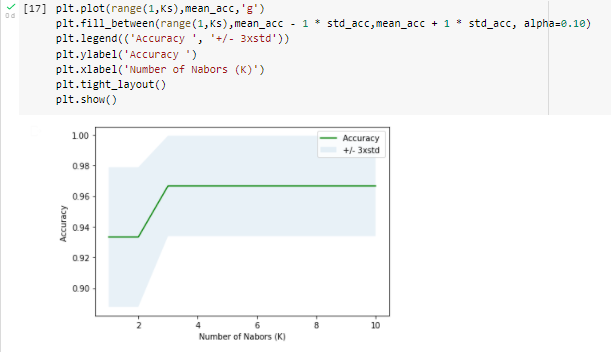 [17] plt.plot(range(1,Ks),mean_acc,'g')
plt.fill_between(range(1,Ks),mean_acc - 1 * std_acc,mean_acc + 1 * std_acc, alpha=0.10)
plt.legend(('Accuracy ', '+/- 3xstd'))
plt.ylabel('Accuracy ')
plt.xlabel('Number of Nabors (K)')
plt.tight_layout()
plt.show()
0 d
1.00
0.98
0.96
0.94
0.92
0.90
Accuracy
Accuracy
+/- 3xstd
2 4 6 8 10
Number of Nabors (K)